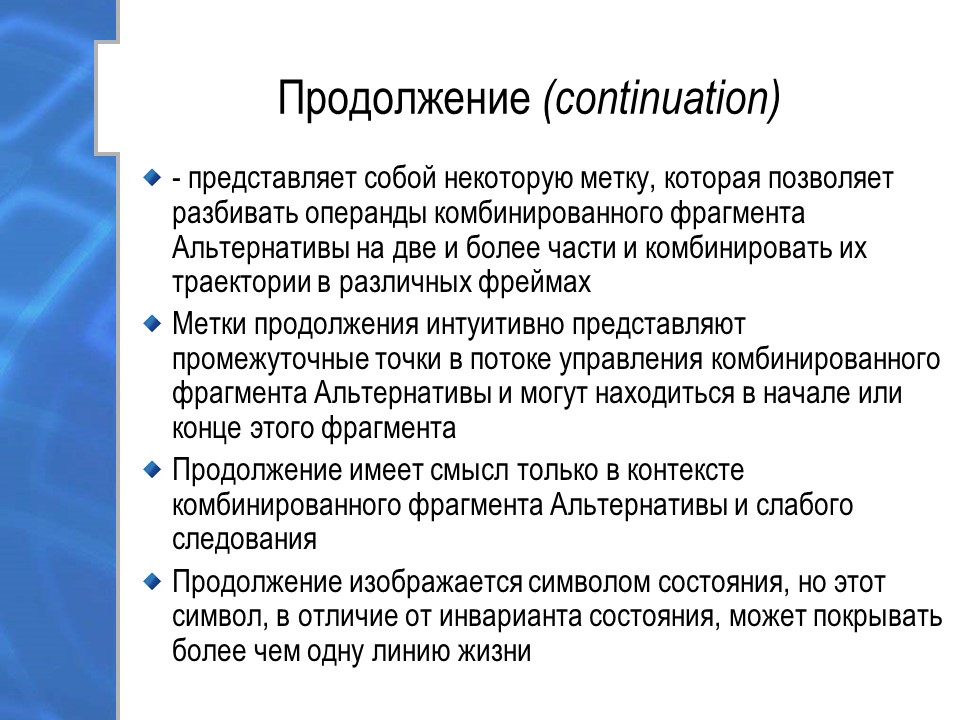 Продолжение (continuation)
- представляет собой некоторую метку, которая позволяет
разбивать операнды комбинированного фрагмента
Альтернативы на две и более части и комбинировать их
траектории в различных фреймах
Метки продолжения интуитивно представляют
промежуточные точки в потоке управления комбинированного
фрагмента Альтернативы и могут находиться в начале или
конце этого фрагмента
Продолжение имеет смысл только в контексте
комбинированного фрагмента Альтернативы и слабого
следования
Продолжение изображается символом состояния, но этот
символ, в отличие от инварианта состояния, может покрывать
более чем одну линию жизни